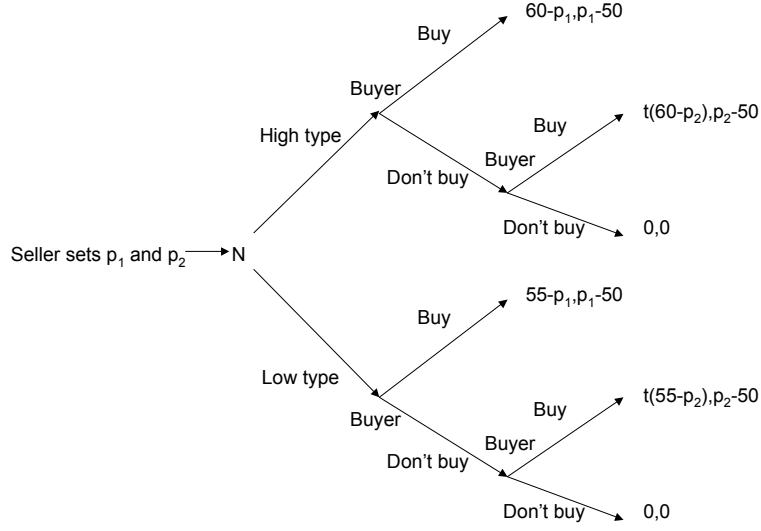 60-p₁,p₁-50
Buy
Buyer
t(60-p₂),p₂-50
High type
Buy
Buyer
Don't buy
Don't buy
0,0
Seller sets p₁ and p₂
N
55-p₁,p₁-50
Buy
Low type
t(55-p₂),p₂-50
Buy
Buyer
Buyer
Don't buy
Don't buy
0,0